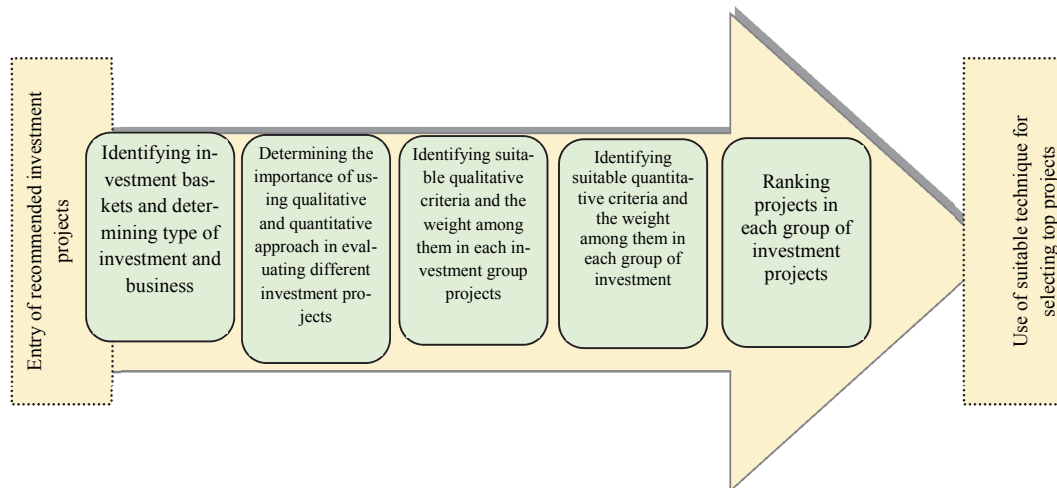 Entry of recommended investment
projects
Identifying in-
vestment bas-
kets and deter-
mining type of
investment and
business
Determining the
importance of us-
ing qualitative
and quantitative
approach in eval-
uating different
investment pro-
jects
Identifying suita-
ble qualitative
criteria and the
weight among
them in each in-
vestment group
projects
Identifying
suitable quantita-
tive criteria and
the weight
among them in
each group of
investment
Ranking
projects in
each group of
investment
projects
Use of suitable technique for
selecting top projects